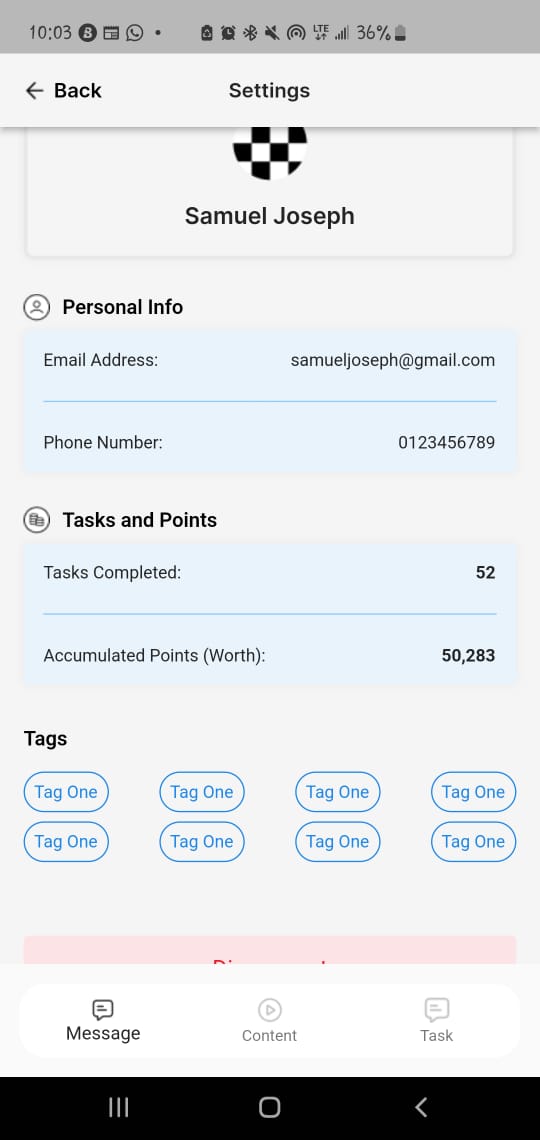 10:03 LTE 36%
Back Settings
Samuel Joseph
Personal Info
Email Address: samueljoseph@gmail.com
Phone Number: 0123456789
Tasks and Points
Tasks Completed: 52
Accumulated Points (Worth): 50,283
Tags
Tag One Tag One Tag One Tag One
Tag One Tag One Tag One Tag One
Message Content Task